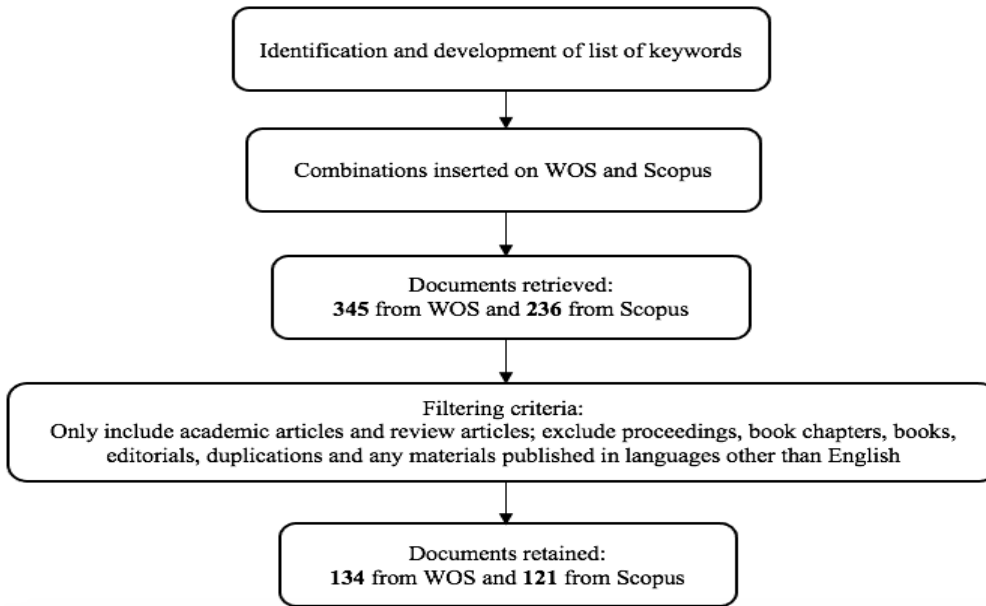 Identification and development of list of keywords
Combinations inserted on WOS and Scopus
Documents retrieved:
345 from WOS and 236 from Scopus
Filtering criteria:
Only include academic articles and review articles; exclude proceedings, book chapters, books,
editorials, duplications and any materials published in languages other than English
Documents retained:
134 from WOS and 121 from Scopus